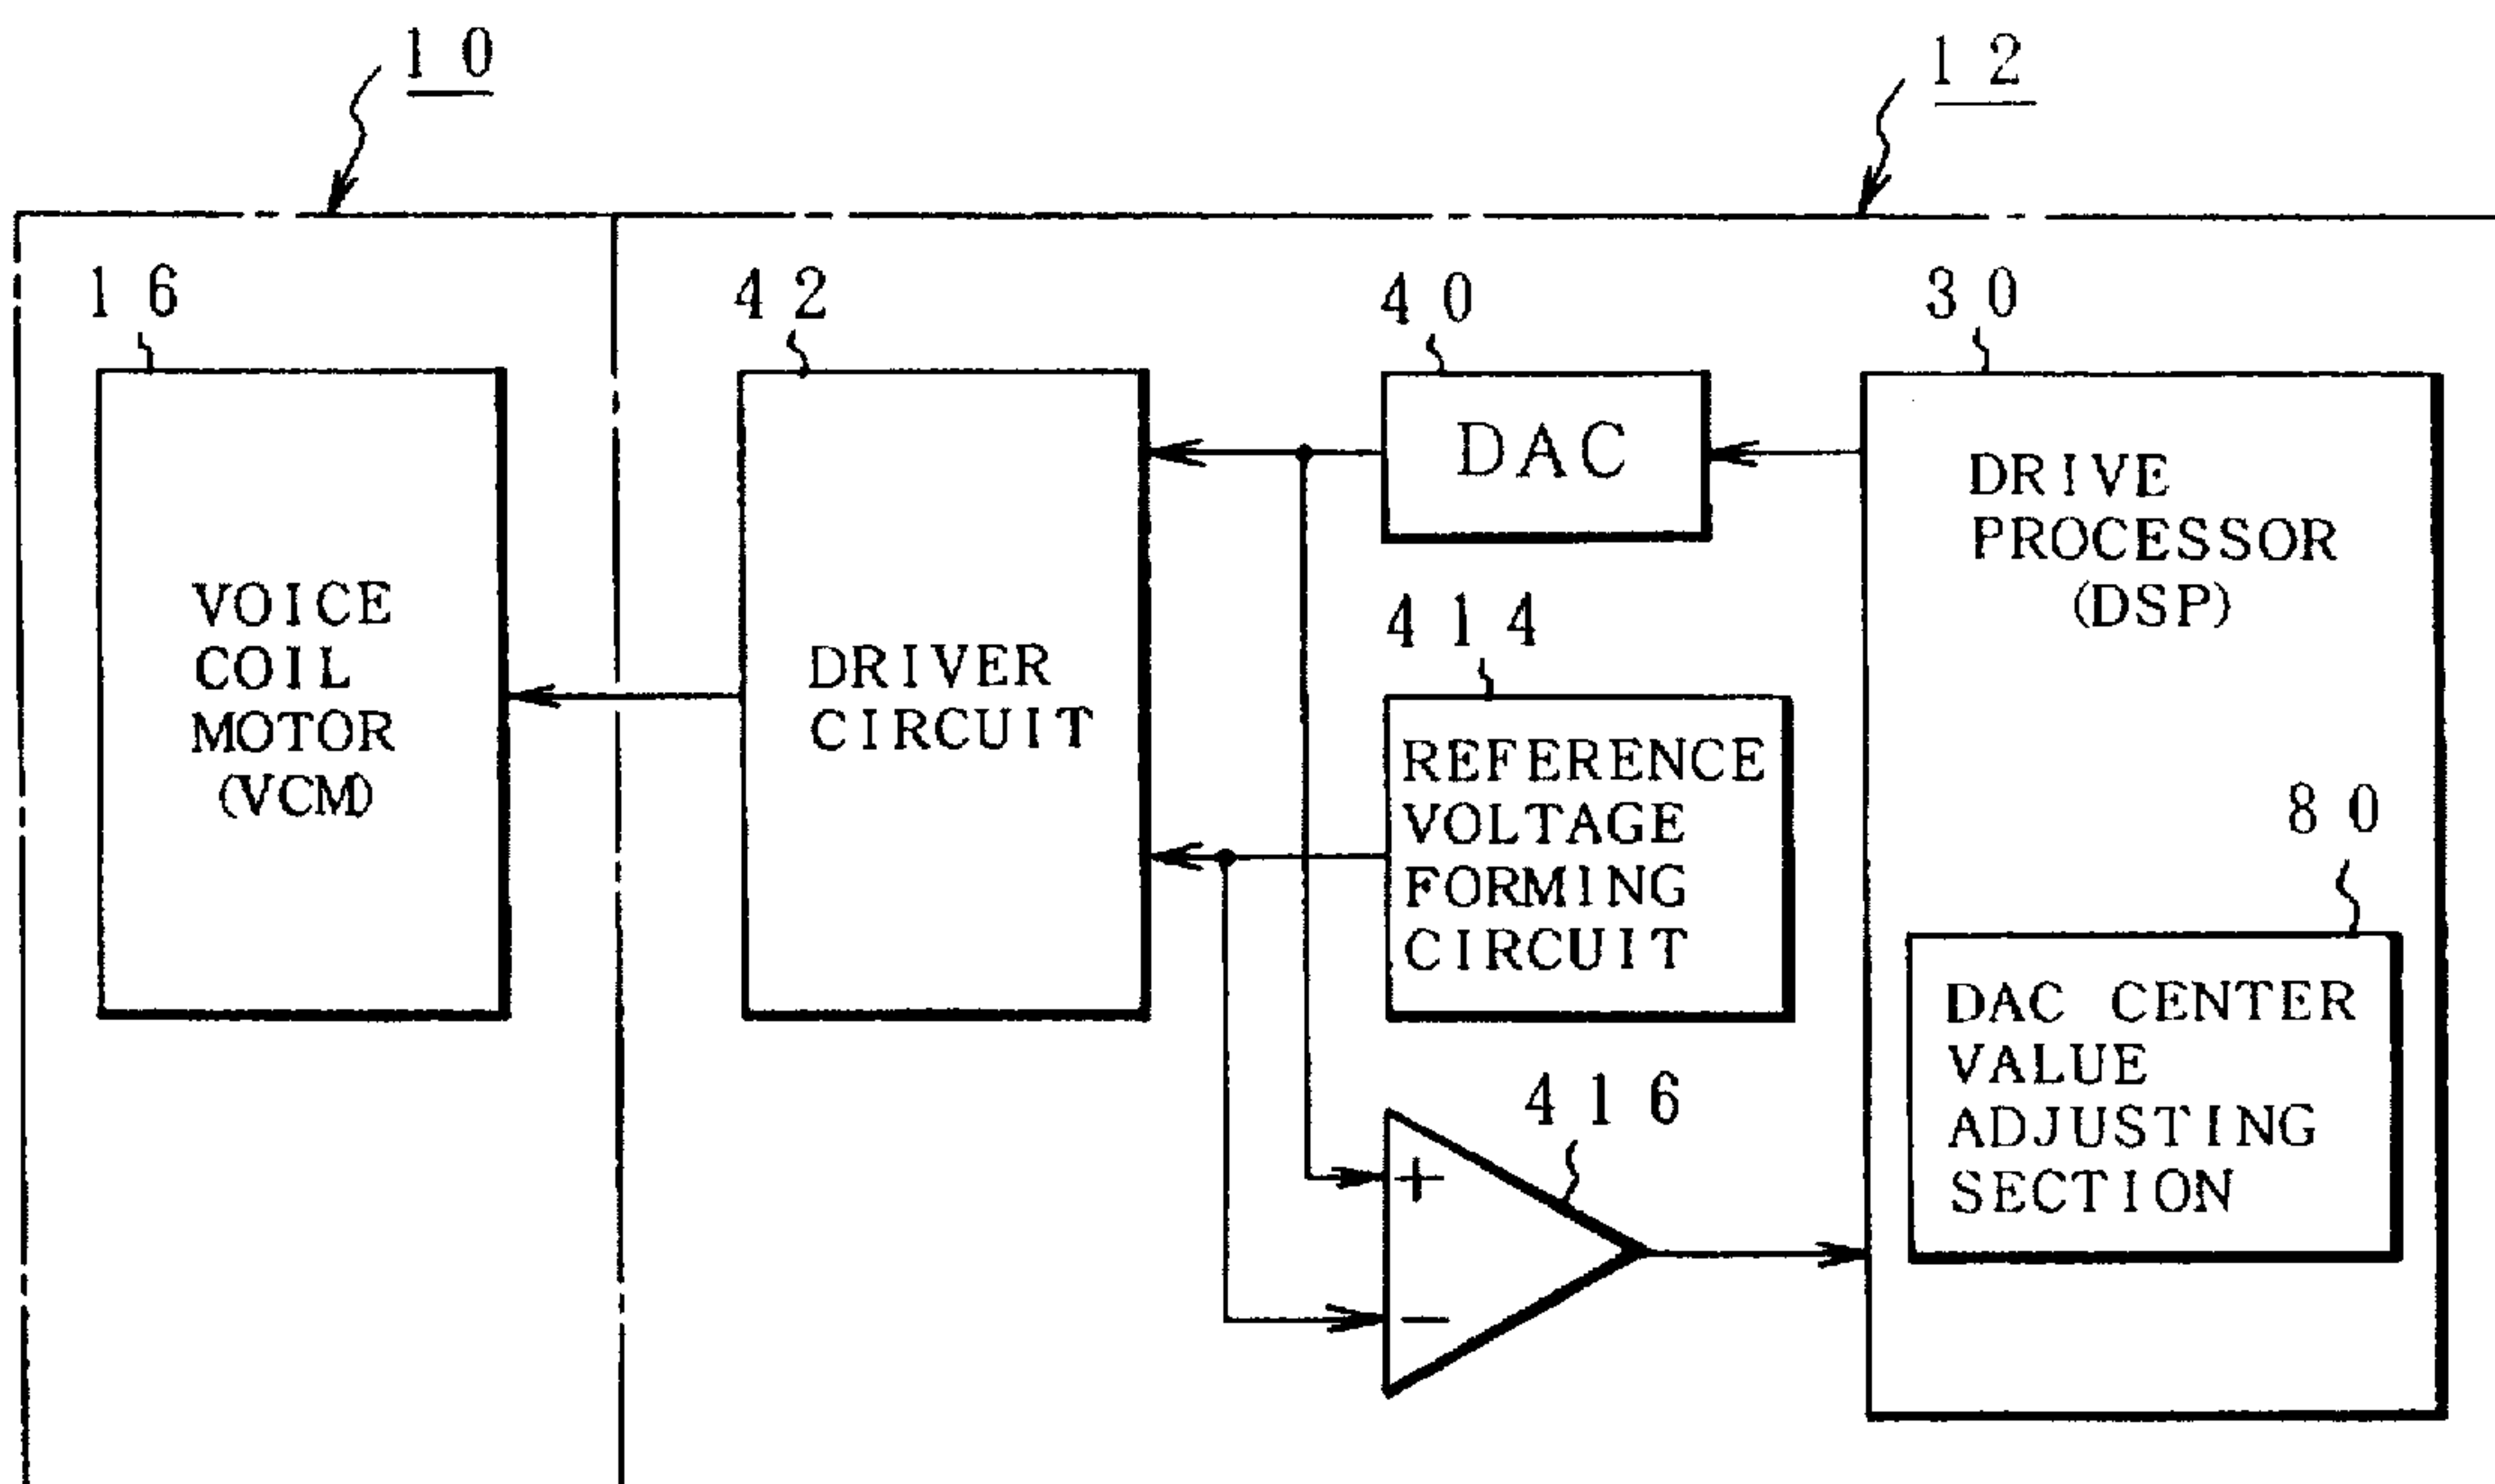 10
12
16
42
40
30
VOICE
COIL
MOTOR
(VCM)
DRIVER
CIRCUIT
DAC
DRIVE
PROCESSOR
(DSP)
414
REFERENCE
VOLTAGE
FORMING
CIRCUIT
80
DAC CENTER
VALUE
ADJUSTING
SECTION
416
+
−